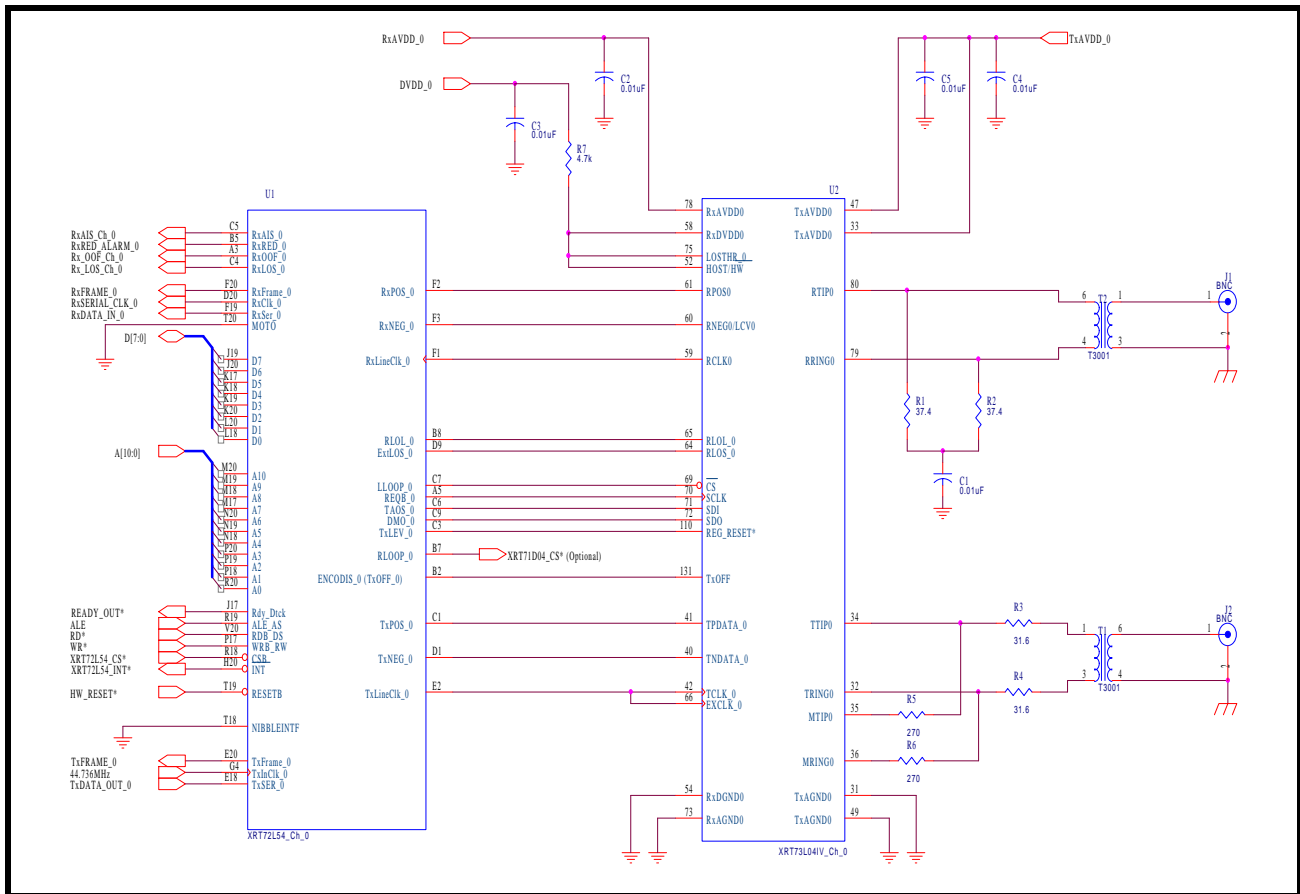 RxAVDD_0
TxAVDD_0
DVDD_0
C2
0.01uF
C5
0.01uF
C4
0.01uF
C3
0.01uF
R7
4.7k
U1
RxAIS_Ch_0 C5 RxAIS_0
RxRED_ALARM_0 B5 RxRED_0
Rx_OOF_Ch_0 A3 RxOOF_0
Rx_LOS_Ch_0 C4 RxLOS_0
RxFRAME_0 F20 RxFrame_0
RxSERIAL_CLK_0 D20 RxClk_0
RxDATA_IN_0 F19 RxSer_0
T20 MOTO
D[7:0]
J19 D7
J20 D6
K17 D5
K18 D4
K19 D3
K20 D2
L20 D1
L18 D0
A[10:0]
M20 A10
M19 A9
M18 A8
M17 A7
N20 A6
N19 A5
N18 A4
P20 A3
P19 A2
P18 A1
R20 A0
READY_OUT* J17 Rdy_Dtck
ALE R19 ALE_AS
RD* V20 RDB_DS
WR* P17 WRB_RW
XRT72L54_CS* R18 CSB
XRT72L54_INT* H20 INT
HW_RESET* T19 RESETB
T18 NIBBLEINTF
TxFRAME_0 E20 TxFrame_0
44.736MHz G4 TxInClk_0
TxDATA_OUT_0 E18 TxSER_0
XRT72L54_Ch_0
RxPOS_0 F2
RxNEG_0 F3
RxLineClk_0 F1
RLOL_0 B8
ExtLOS_0 D9
LLOOP_0 C7
REQB_0 A5
TAOS_0 C6
DMO_0 C9
TxLEV_0 C3
RLOOP_0 B7 XRT71D04_CS* (Optional)
ENCODIS_0 (TxOFF_0) B2
TxPOS_0 C1
TxNEG_0 D1
TxLineClk_0 E2
U2
78 RxAVDD0
58 RxDVDD0
75 LOSTHR_0
52 HOST/HW
61 RPOS0
60 RNEG0/LCV0
59 RCLK0
65 RLOL_0
64 RLOS_0
69 CS
70 SCLK
71 SDI
72 SDO
110 REG_RESET*
131 TxOFF
41 TPDATA_0
40 TNDATA_0
42 TCLK_0
66 EXCLK_0
54 RxDGND0
73 RxAGND0
TxAVDD0 47
TxAVDD0 33
RTIP0 80
RRING0 79
TTIP0 34
TRING0 32
MTIP0 35
MRING0 36
TxAGND0 31
TxAGND0 49
XRT73L04IV_Ch_0
R1
37.4
R2
37.4
C1
0.01uF
6 T2 1
4 3
T3001
J1
BNC
1
2
R3
31.6
R4
31.6
R5
270
R6
270
1 T1 6
3 4
T3001
J2
BNC
1
2